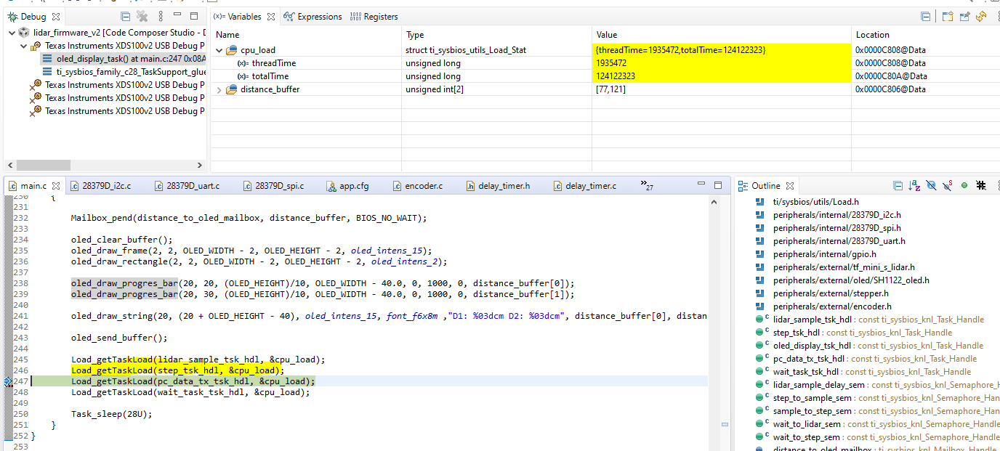 Debug
lidar_firmware_v2 [Code Composer Studio - D
Texas Instruments XDS100v2 USB Debug P
oled_display_task() at main.c:247 0x08A
ti_sysbios_family_c28_TaskSupport_glue
Texas Instruments XDS100v2 USB Debug P
Texas Instruments XDS100v2 USB Debug P
Texas Instruments XDS100v2 USB Debug P
(x)= Variables Expressions 1010 0101 Registers
Name Type Value Location
cpu_load struct ti_sysbios_utils_Load_Stat {threadTime=1935472,totalTime=124122323} 0x0000C808@Data
(x)= threadTime unsigned long 1935472 0x0000C808@Data
(x)= totalTime unsigned long 124122323 0x0000C80A@Data
distance_buffer unsigned int[2] [77,121] 0x0000C806@Data
main.c 28379D_i2c.c 28379D_uart.c 28379D_spi.c app.cfg encoder.c delay_timer.h delay_timer.c »27
230 {
231
232 Mailbox_pend(distance_to_oled_mailbox, distance_buffer, BIOS_NO_WAIT);
233
234 oled_clear_buffer();
235 oled_draw_frame(2, 2, OLED_WIDTH - 2, OLED_HEIGHT - 2, oled_intens_15);
236 oled_draw_rectangle(2, 2, OLED_WIDTH - 2, OLED_HEIGHT - 2, oled_intens_2);
237
238 oled_draw_progres_bar(20, 20, (OLED_HEIGHT)/10, OLED_WIDTH - 40.0, 0, 1000, 0, distance_buffer[0]);
239 oled_draw_progres_bar(20, 30, (OLED_HEIGHT)/10, OLED_WIDTH - 40.0, 0, 1000, 0, distance_buffer[1]);
240
241 oled_draw_string(20, (20 + OLED_HEIGHT - 40), oled_intens_15, font_f6x8m ,"D1: %03dcm D2: %03dcm", distance_buffer[0], distan
242
243 oled_send_buffer();
244
245 Load_getTaskLoad(lidar_sample_tsk_hdl, &cpu_load);
246 Load_getTaskLoad(step_tsk_hdl, &cpu_load);
247 Load_getTaskLoad(pc_data_tx_tsk_hdl, &cpu_load);
248 Load_getTaskLoad(wait_task_tsk_hdl, &cpu_load);
249
250 Task_sleep(28U);
251 }
252 }
253
Outline
ti/sysbios/utils/Load.h
peripherals/internal/28379D_i2c.h
peripherals/internal/28379D_spi.h
peripherals/internal/28379D_uart.h
peripherals/internal/gpio.h
peripherals/external/tf_mini_s_lidar.h
peripherals/external/oled/SH1122_oled.h
peripherals/external/stepper.h
peripherals/external/encoder.h
lidar_sample_tsk_hdl : const ti_sysbios_knl_Task_Handle
step_tsk_hdl : const ti_sysbios_knl_Task_Handle
oled_display_tsk_hdl : const ti_sysbios_knl_Task_Handle
pc_data_tx_tsk_hdl : const ti_sysbios_knl_Task_Handle
wait_task_tsk_hdl : const ti_sysbios_knl_Task_Handle
lidar_sample_delay_sem : const ti_sysbios_knl_Semaphore_H
step_to_sample_sem : const ti_sysbios_knl_Semaphore_Han
sample_to_step_sem : const ti_sysbios_knl_Semaphore_Han
wait_to_lidar_sem : const ti_sysbios_knl_Semaphore_Handle
wait_to_step_sem : const ti_sysbios_knl_Semaphore_Handle
distance_to_oled_mailbox : ti_sysbios_knl_Mailbox_Handle